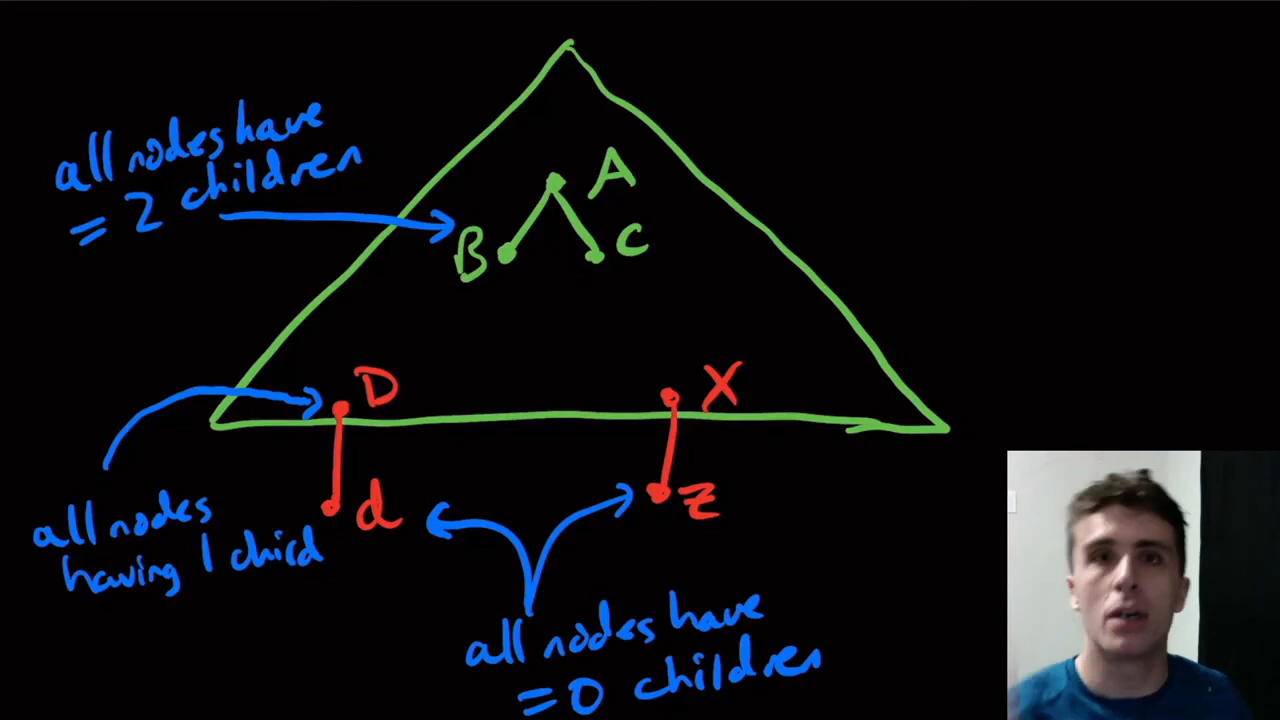 all nodes have
= 2 children
A
B
C
D
X
d
z
all nodes
having 1 child
all nodes have
= 0 children